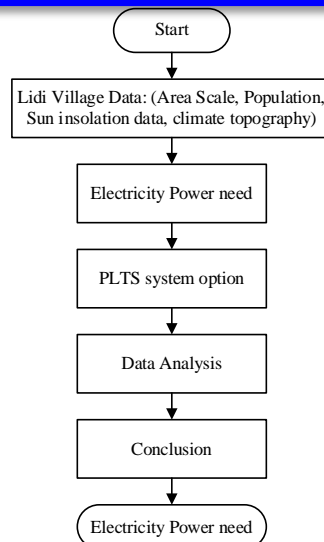 Start
Lidi Village Data: (Area Scale, Population,
Sun insolation data, climate topography)
Electricity Power need
PLTS system option
Data Analysis
Conclusion
Electricity Power need